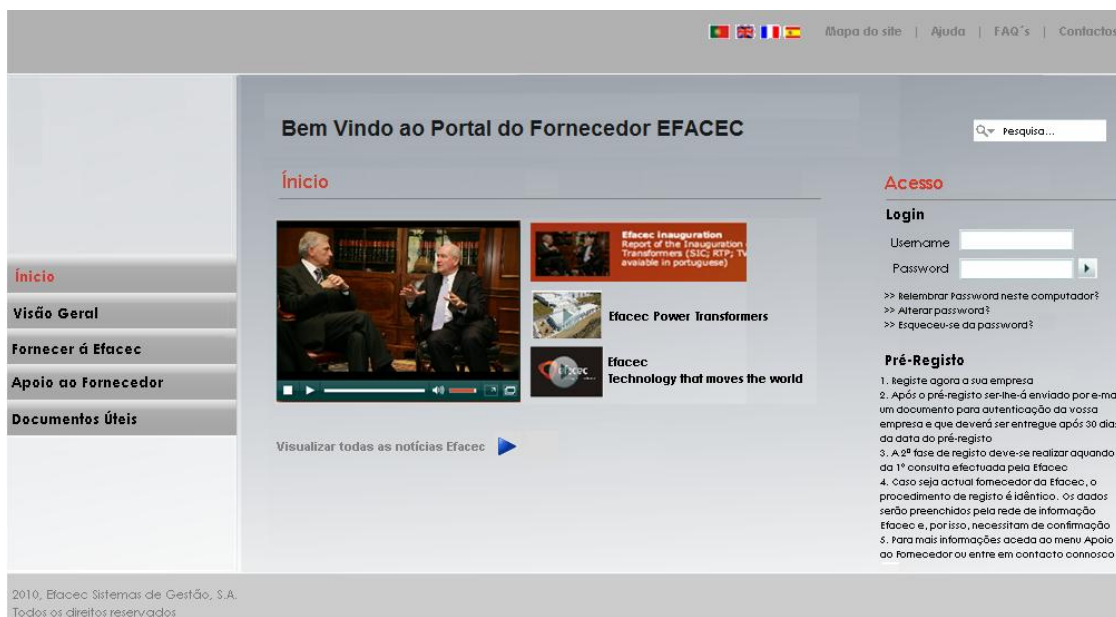 Mapa do site | Ajuda | FAQ´s | Contactos
Bem Vindo ao Portal do Fornecedor EFACEC
Pesquisa...
Ínicio
Acesso
Login
Username
Password
>> Relembrar Password neste computador?
>> Alterar password?
>> Esqueceu-se da password?
Ínicio
Visão Geral
Fornecer á Efacec
Apoio ao Fornecedor
Documentos Úteis
Efacec inauguration
Report of the Inauguration
Transformers (SIC; RTP; TV
avaiable in portuguese)
Efacec Power Transformers
efacec
Efacec
Technology that moves the world
Visualizar todas as notícias Efacec
Pré-Registo
1. Registe agora a sua empresa
2. Após o pré-registo ser-lhe-á enviado por e-ma
um documento para autenticação da vossa
empresa e que deverá ser entregue após 30 dias
da data do pré-registo
3. A 2ª fase de registo deve-se realizar aquando
da 1º consulta efectuada pela Efacec
4. Caso seja actual fornecedor da Efacec, o
procedimento de registo é idêntico. Os dados
serão preenchidos pela rede de informação
Efacec e, por isso, necessitam de confirmação
5. Para mais informações aceda ao menu Apoio
ao Fornecedor ou entre em contacto connosco
2010, Efacec Sistemas de Gestão, S.A.
Todos os direitos reservados